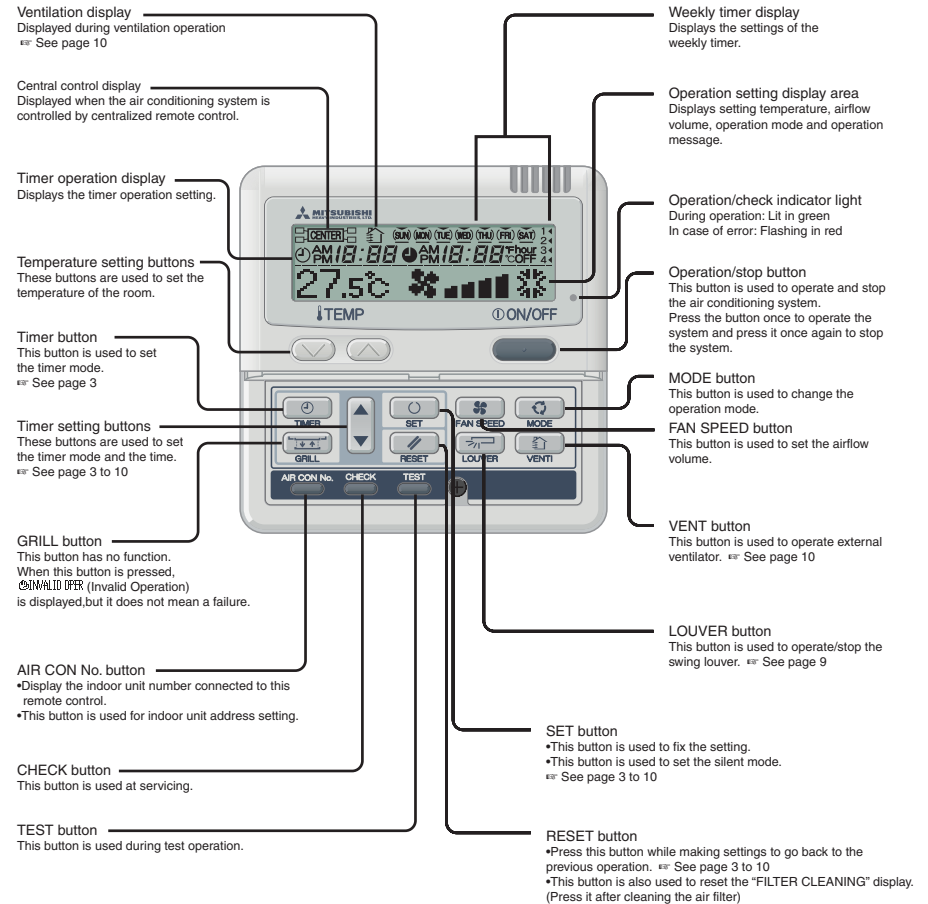 Ventilation display
Displayed during ventilation operation
☞ See page 10
Central control display
Displayed when the air conditioning system is
controlled by centralized remote control.
Timer operation display
Displays the timer operation setting.
Temperature setting buttons
These buttons are used to set the
temperature of the room.
Timer button
This button is used to set
the timer mode.
☞ See page 3
Timer setting buttons
These buttons are used to set
the timer mode and the time.
☞ See page 3 to 10
GRILL button
This button has no function.
When this button is pressed,
INVALID OPER (Invalid Operation)
is displayed,but it does not mean a failure.
AIR CON No. button
•Display the indoor unit number connected to this
remote control.
•This button is used for indoor unit address setting.
CHECK button
This button is used at servicing.
TEST button
This button is used during test operation.
MITSUBISHI
HEAVY INDUSTRIES, LTD.
CENTER SUN MON TUE WED THU FRI SAT 1
2
3
4
AM PM 18:88 AM PM 18:88 °F hour °C OFF
27.5°C
TEMP
ON/OFF
TIMER
SET
FAN SPEED
MODE
GRILL
RESET
LOUVER
VENTI
AIR CON No.
CHECK
TEST
Weekly timer display
Displays the settings of the
weekly timer.
Operation setting display area
Displays setting temperature, airflow
volume, operation mode and operation
message.
Operation/check indicator light
During operation: Lit in green
In case of error: Flashing in red
Operation/stop button
This button is used to operate and stop
the air conditioning system.
Press the button once to operate the
system and press it once again to stop
the system.
MODE button
This button is used to change the
operation mode.
FAN SPEED button
This button is used to set the airflow
volume.
VENT button
This button is used to operate external
ventilator. ☞ See page 10
LOUVER button
This button is used to operate/stop the
swing louver. ☞ See page 9
SET button
•This button is used to fix the setting.
•This button is used to set the silent mode.
☞ See page 3 to 10
RESET button
•Press this button while making settings to go back to the
previous operation. ☞ See page 3 to 10
•This button is also used to reset the “FILTER CLEANING” display.
(Press it after cleaning the air filter)